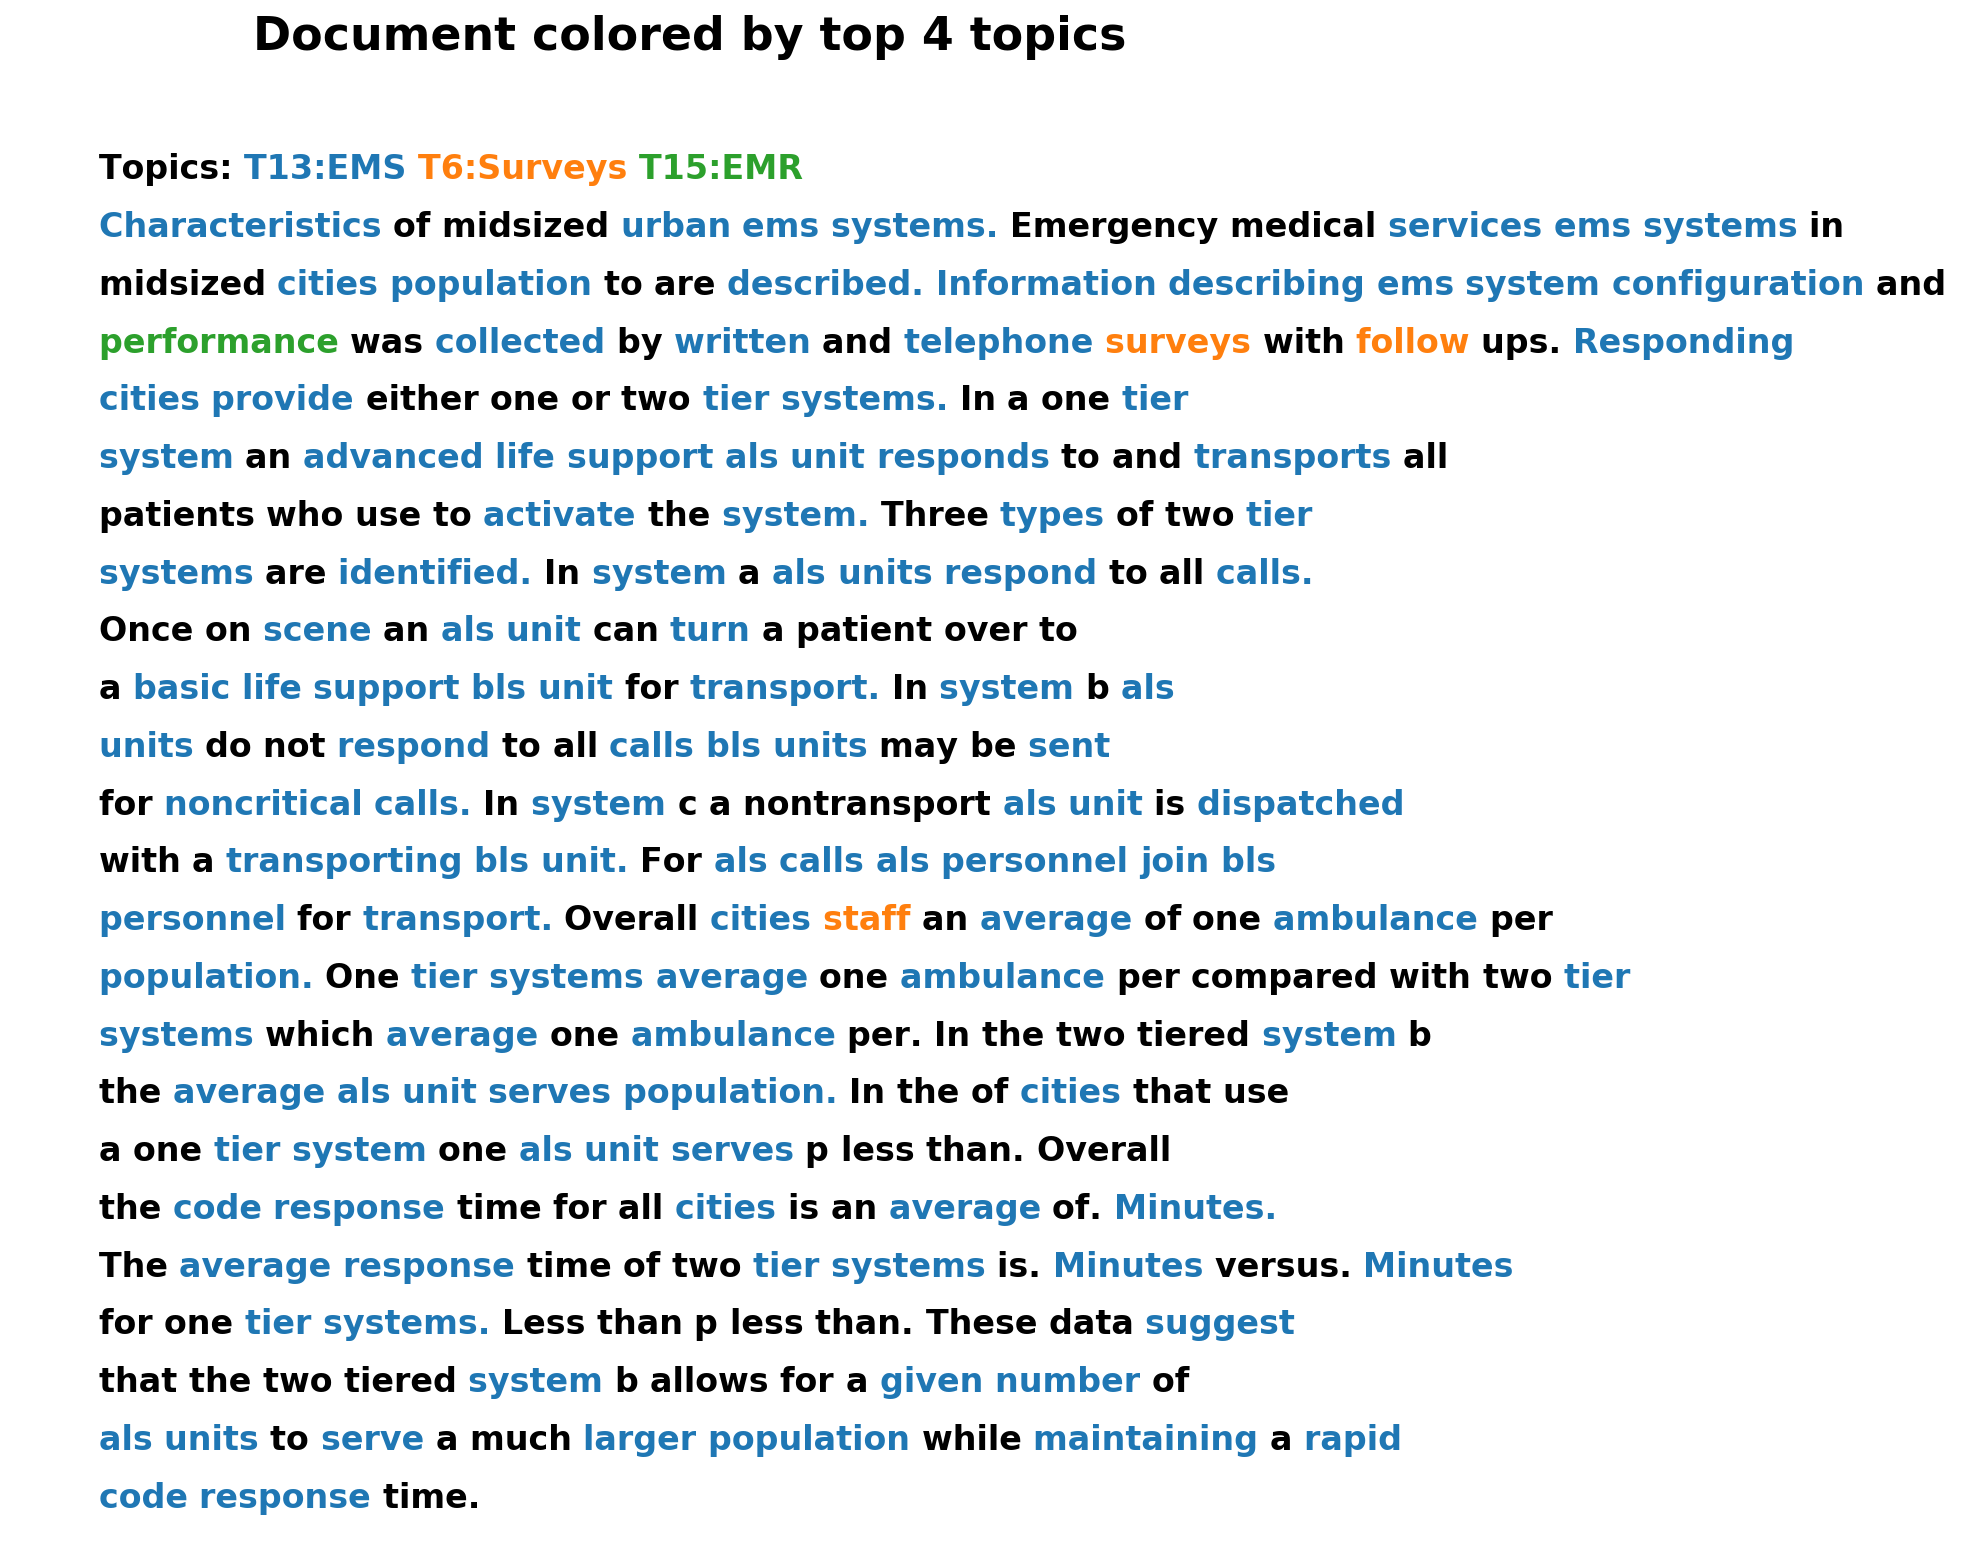 Document colored by top 4 topics
Topics: T13:EMS T6:Surveys T15:EMR
Characteristics of midsized urban ems systems. Emergency medical services ems systems in
midsized cities population to are described. Information describing ems system configuration and
performance was collected by written and telephone surveys with follow ups. Responding
cities provide either one or two tier systems. In a one tier
system an advanced life support als unit responds to and transports all
patients who use to activate the system. Three types of two tier
systems are identified. In system a als units respond to all calls.
Once on scene an als unit can turn a patient over to
a basic life support bls unit for transport. In system b als
units do not respond to all calls bls units may be sent
for noncritical calls. In system c a nontransport als unit is dispatched
with a transporting bls unit. For als calls als personnel join bls
personnel for transport. Overall cities staff an average of one ambulance per
population. One tier systems average one ambulance per compared with two tier
systems which average one ambulance per. In the two tiered system b
the average als unit serves population. In the of cities that use
a one tier system one als unit serves p less than. Overall
the code response time for all cities is an average of. Minutes.
The average response time of two tier systems is. Minutes versus. Minutes
for one tier systems. Less than p less than. These data suggest
that the two tiered system b allows for a given number of
als units to serve a much larger population while maintaining a rapid
code response time.